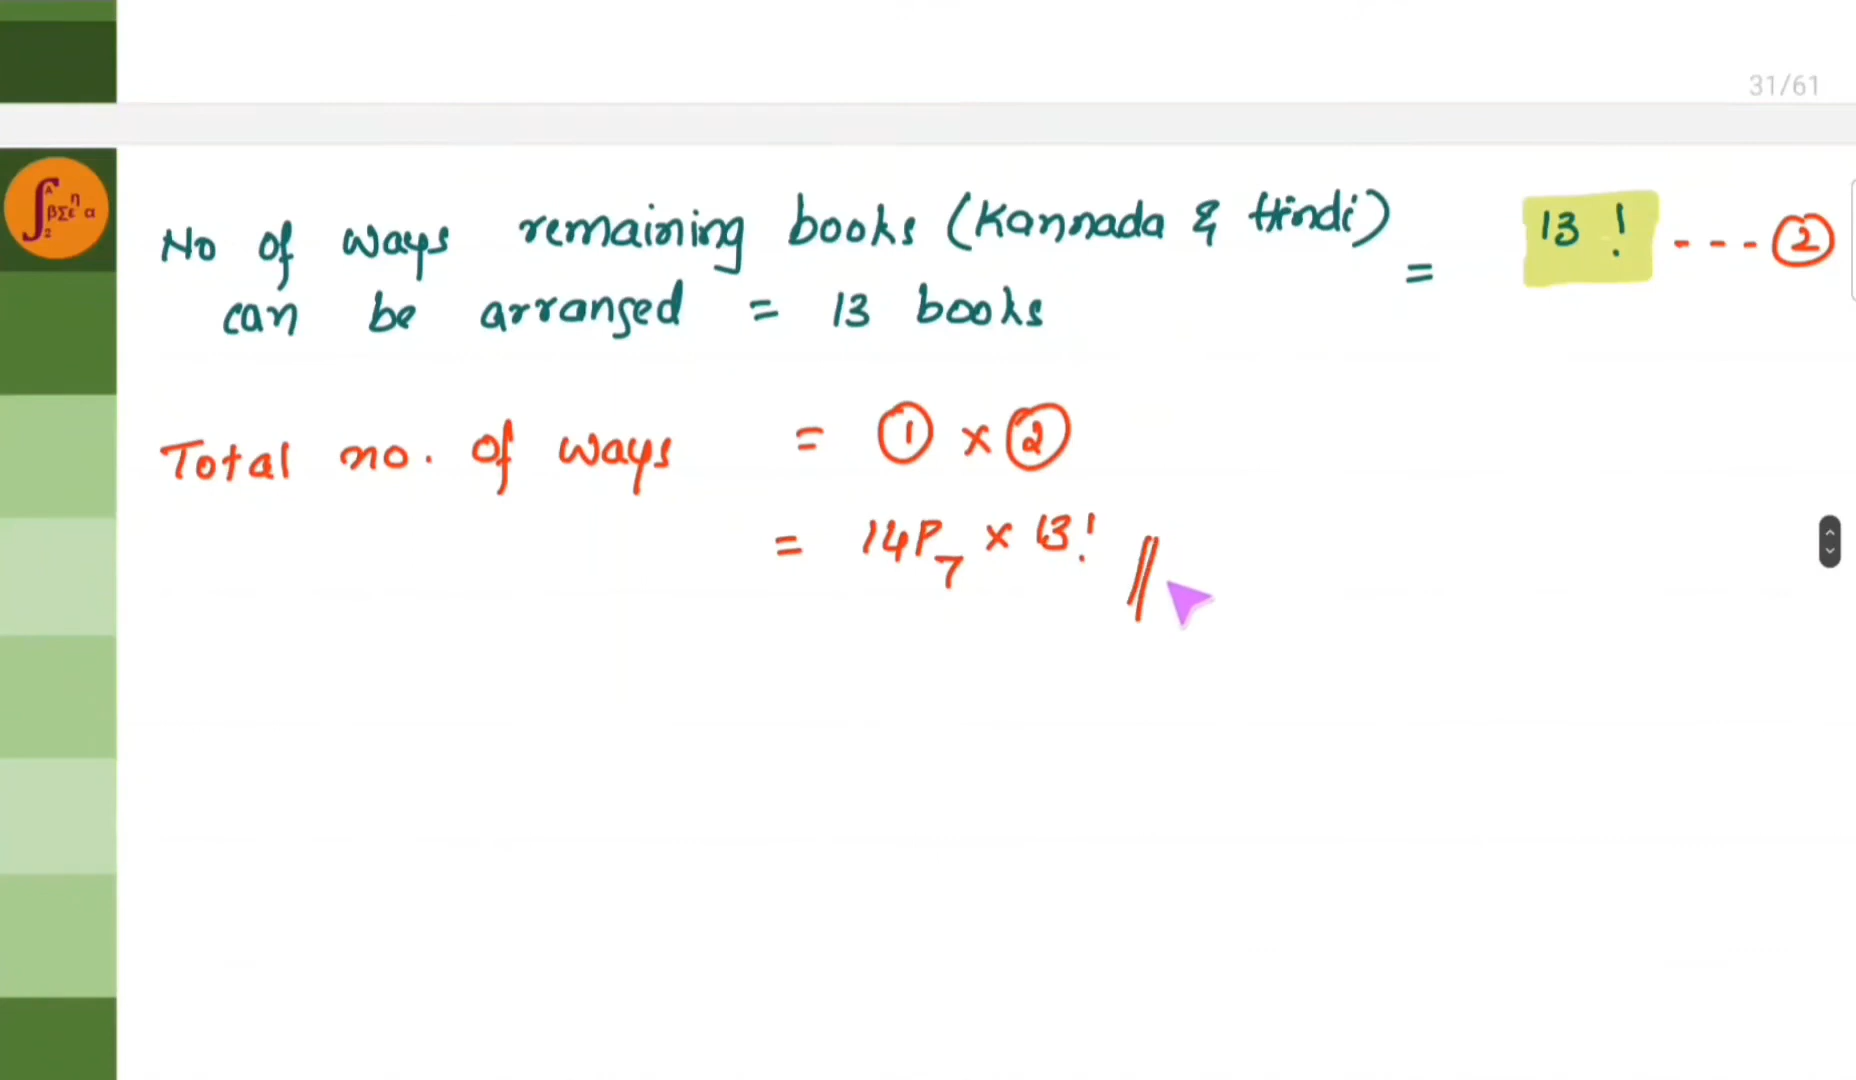 31/61
No of ways remaining books (Kannada & Hindi) = 13 ! - - - ②
can be arranged = 13 books
Total no. of ways = ① × ②
= 14P₇ × 13! //